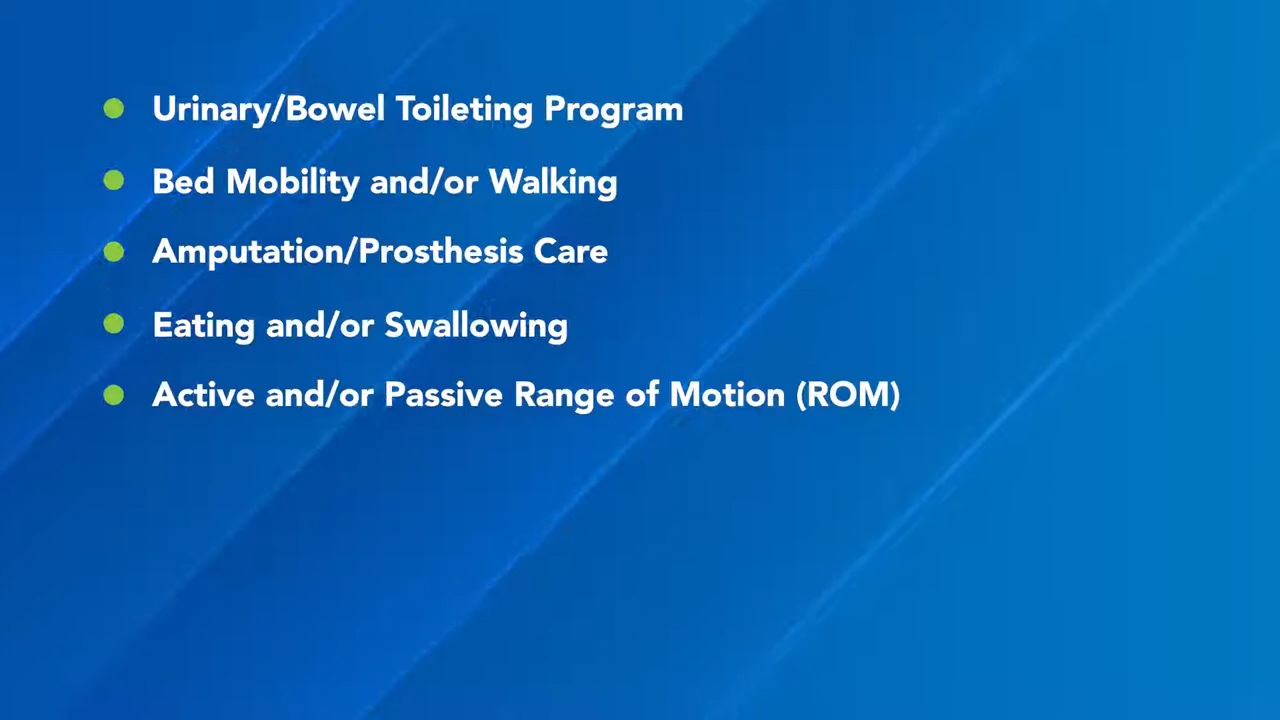 Urinary/Bowel Toileting Program
Bed Mobility and/or Walking
Amputation/Prosthesis Care
Eating and/or Swallowing
Active and/or Passive Range of Motion (ROM)